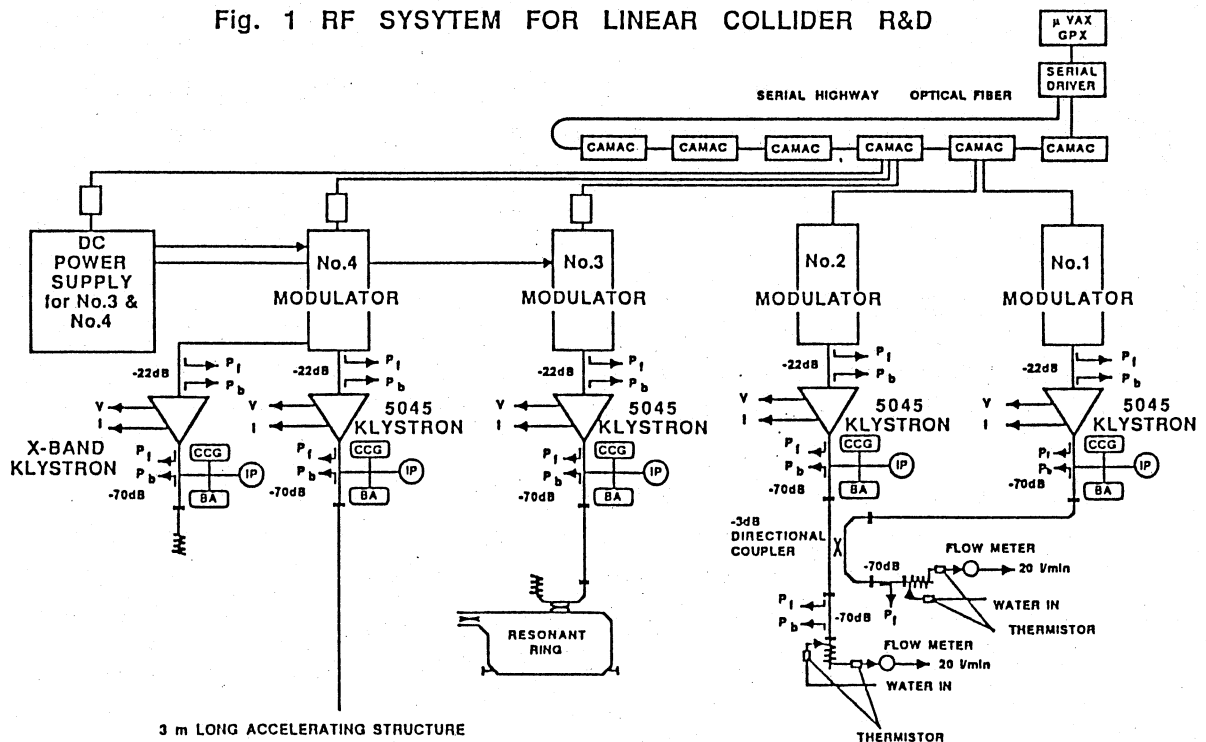 Fig. 1 RF SYSYTEM FOR LINEAR COLLIDER R&D
μ VAX
GPX
SERIAL
DRIVER
SERIAL HIGHWAY OPTICAL FIBER
CAMAC CAMAC CAMAC CAMAC CAMAC CAMAC
DC
POWER
SUPPLY
for No.3 &
No.4
No.4
MODULATOR
No.3
MODULATOR
No.2
MODULATOR
No.1
MODULATOR
-22dB Pf
Pb
-22dB Pf
Pb
-22dB Pf
Pb
-22dB Pf
Pb
-22dB Pf
Pb
V
I
X-BAND
KLYSTRON
Pf
Pb
-70dB
CCG
IP
BA
V
I
5045
KLYSTRON
Pf
Pb
-70dB
CCG
IP
BA
V
I
5045
KLYSTRON
Pf
Pb
-70dB
CCG
IP
BA
V
I
5045
KLYSTRON
Pf
Pb
-70dB
CCG
IP
BA
V
I
5045
KLYSTRON
Pf
Pb
-70dB
CCG
IP
BA
-3dB
DIRECTIONAL
COUPLER
-70dB
FLOW METER
20 l/min
WATER IN
Pf
THERMISTOR
Pf
Pb
-70dB
FLOW METER
20 l/min
WATER IN
THERMISTOR
RESONANT
RING
3 m LONG ACCELERATING STRUCTURE